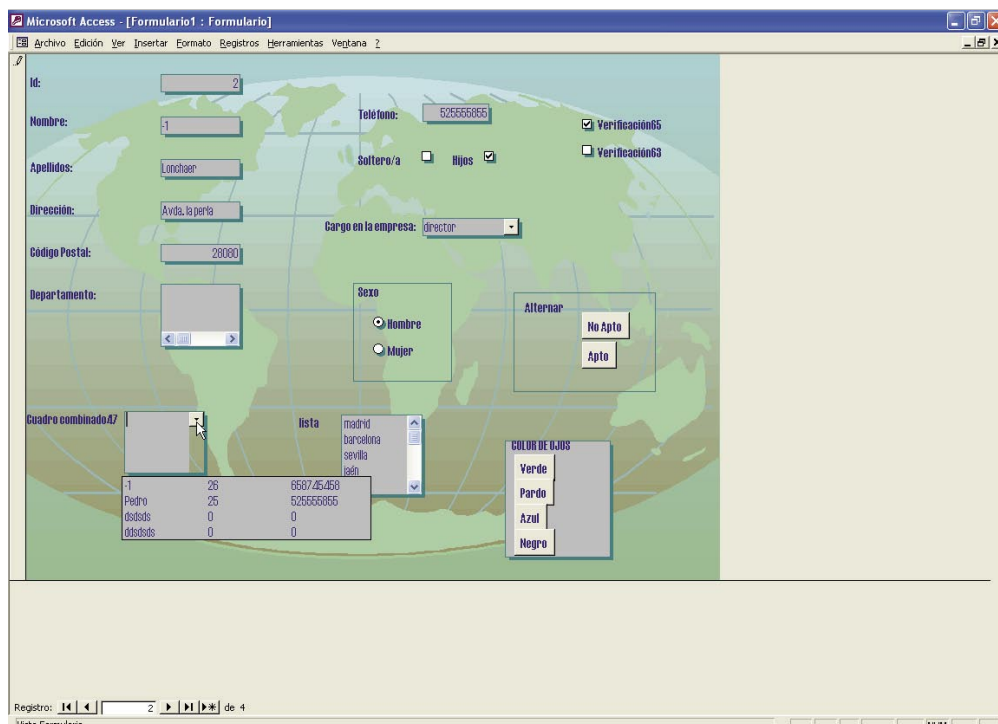 Microsoft Access - [Formulario1 : Formulario]
Archivo Edición Ver Insertar Formato Registros Herramientas Ventana ?
Id: 2
Nombre: -1
Apellidos: Lonchaer
Dirección: Avda. la perla
Código Postal: 28080
Departamento:
Teléfono: 525555855
Soltero/a Hijos
Verificación65
Verificación63
Cargo en la empresa: director
Sexo
Hombre
Mujer
Alternar
No Apto
Apto
Cuadro combinado47
-1 26 658745458
Pedro 25 525555855
dsdsds 0 0
ddsdsds 0 0
lista
madrid
barcelona
sevilla
jaén
COLOR DE OJOS
Verde
Pardo
Azul
Negro
Registro: 2 de 4
Vista Formulario
NUM